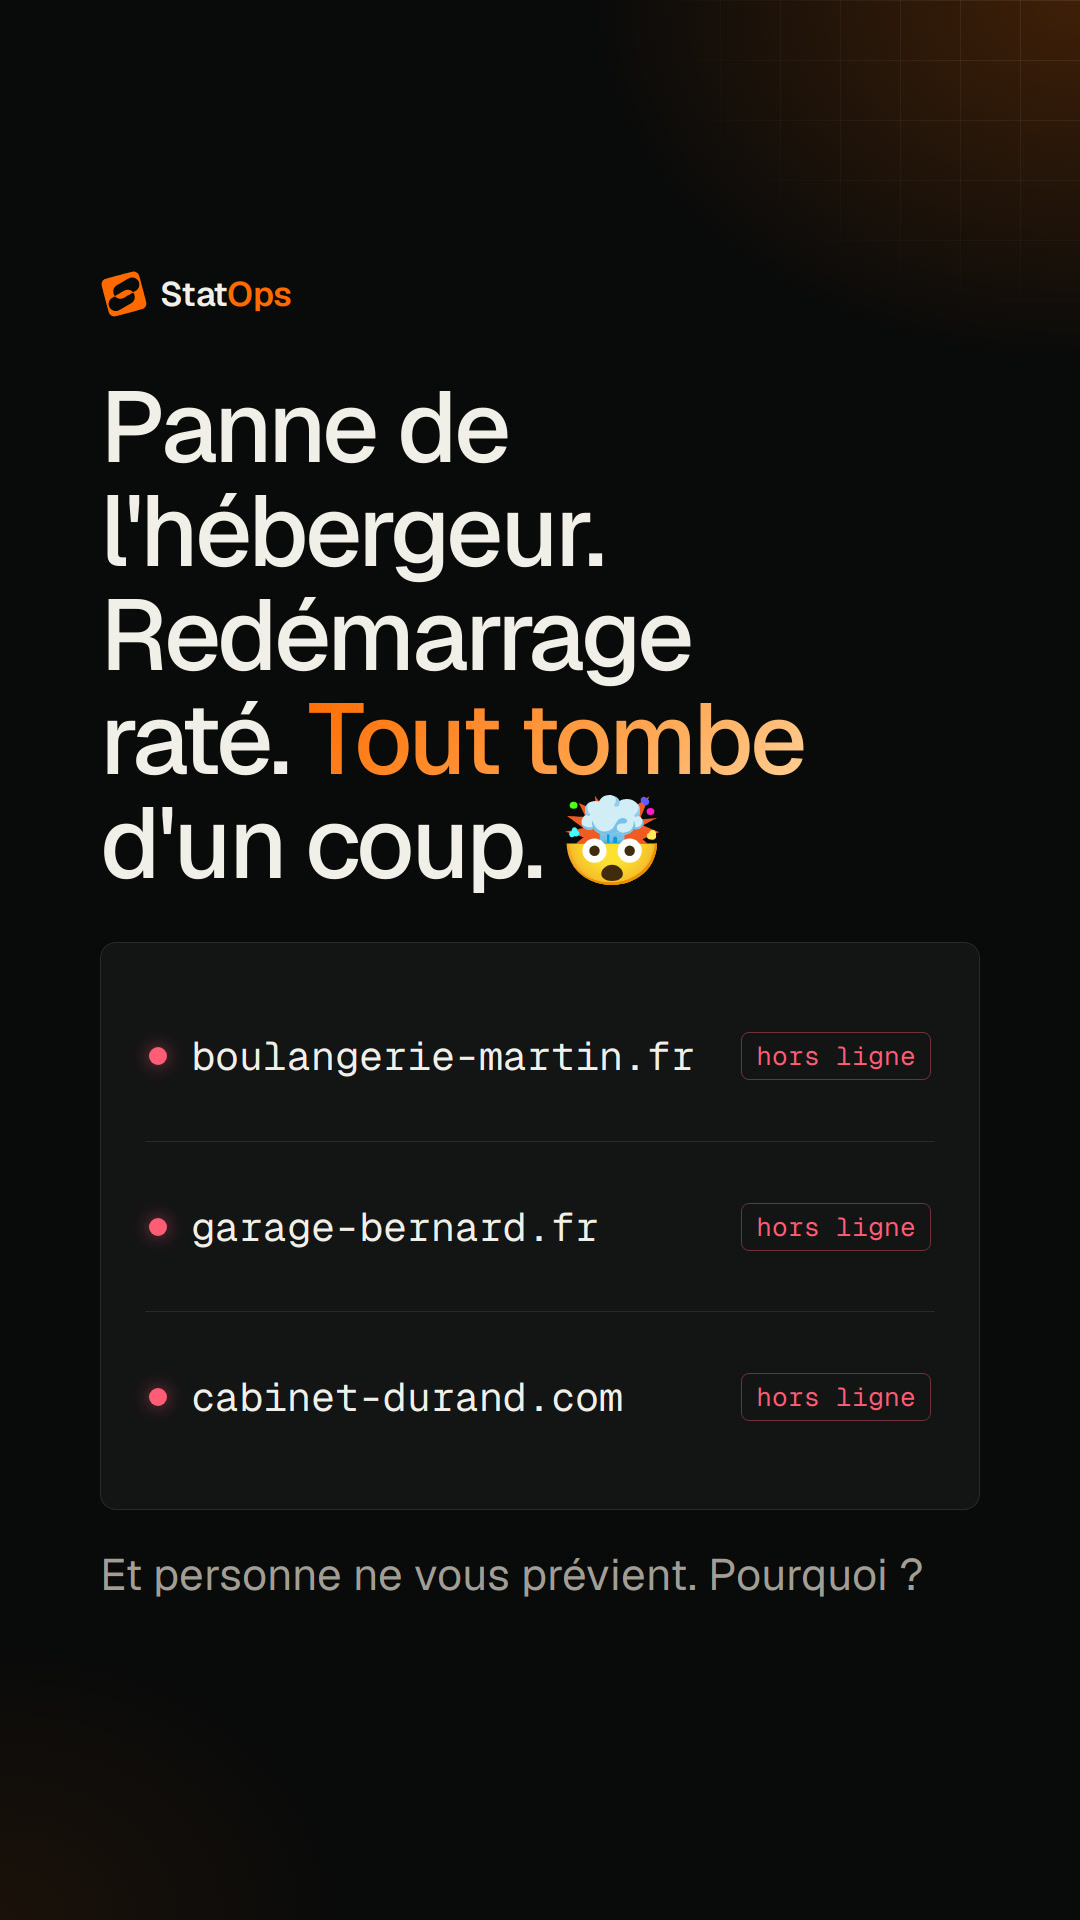 StatOps
Panne de
l'hébergeur.
Redémarrage
raté. Tout tombe
d'un coup. 🤯
boulangerie-martin.fr hors ligne
garage-bernard.fr hors ligne
cabinet-durand.com hors ligne
Et personne ne vous prévient. Pourquoi ?